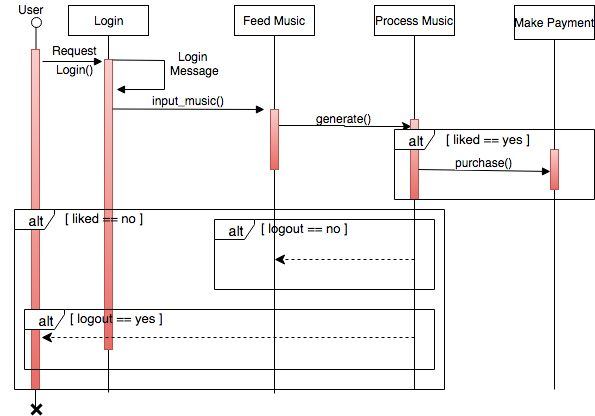 User
Login
Feed Music
Process Music
Make Payment
Request
Login()
Login
Message
input_music()
generate()
alt
[ liked == yes ]
purchase()
alt
[ liked == no ]
alt
[ logout == no ]
alt
[ logout == yes ]